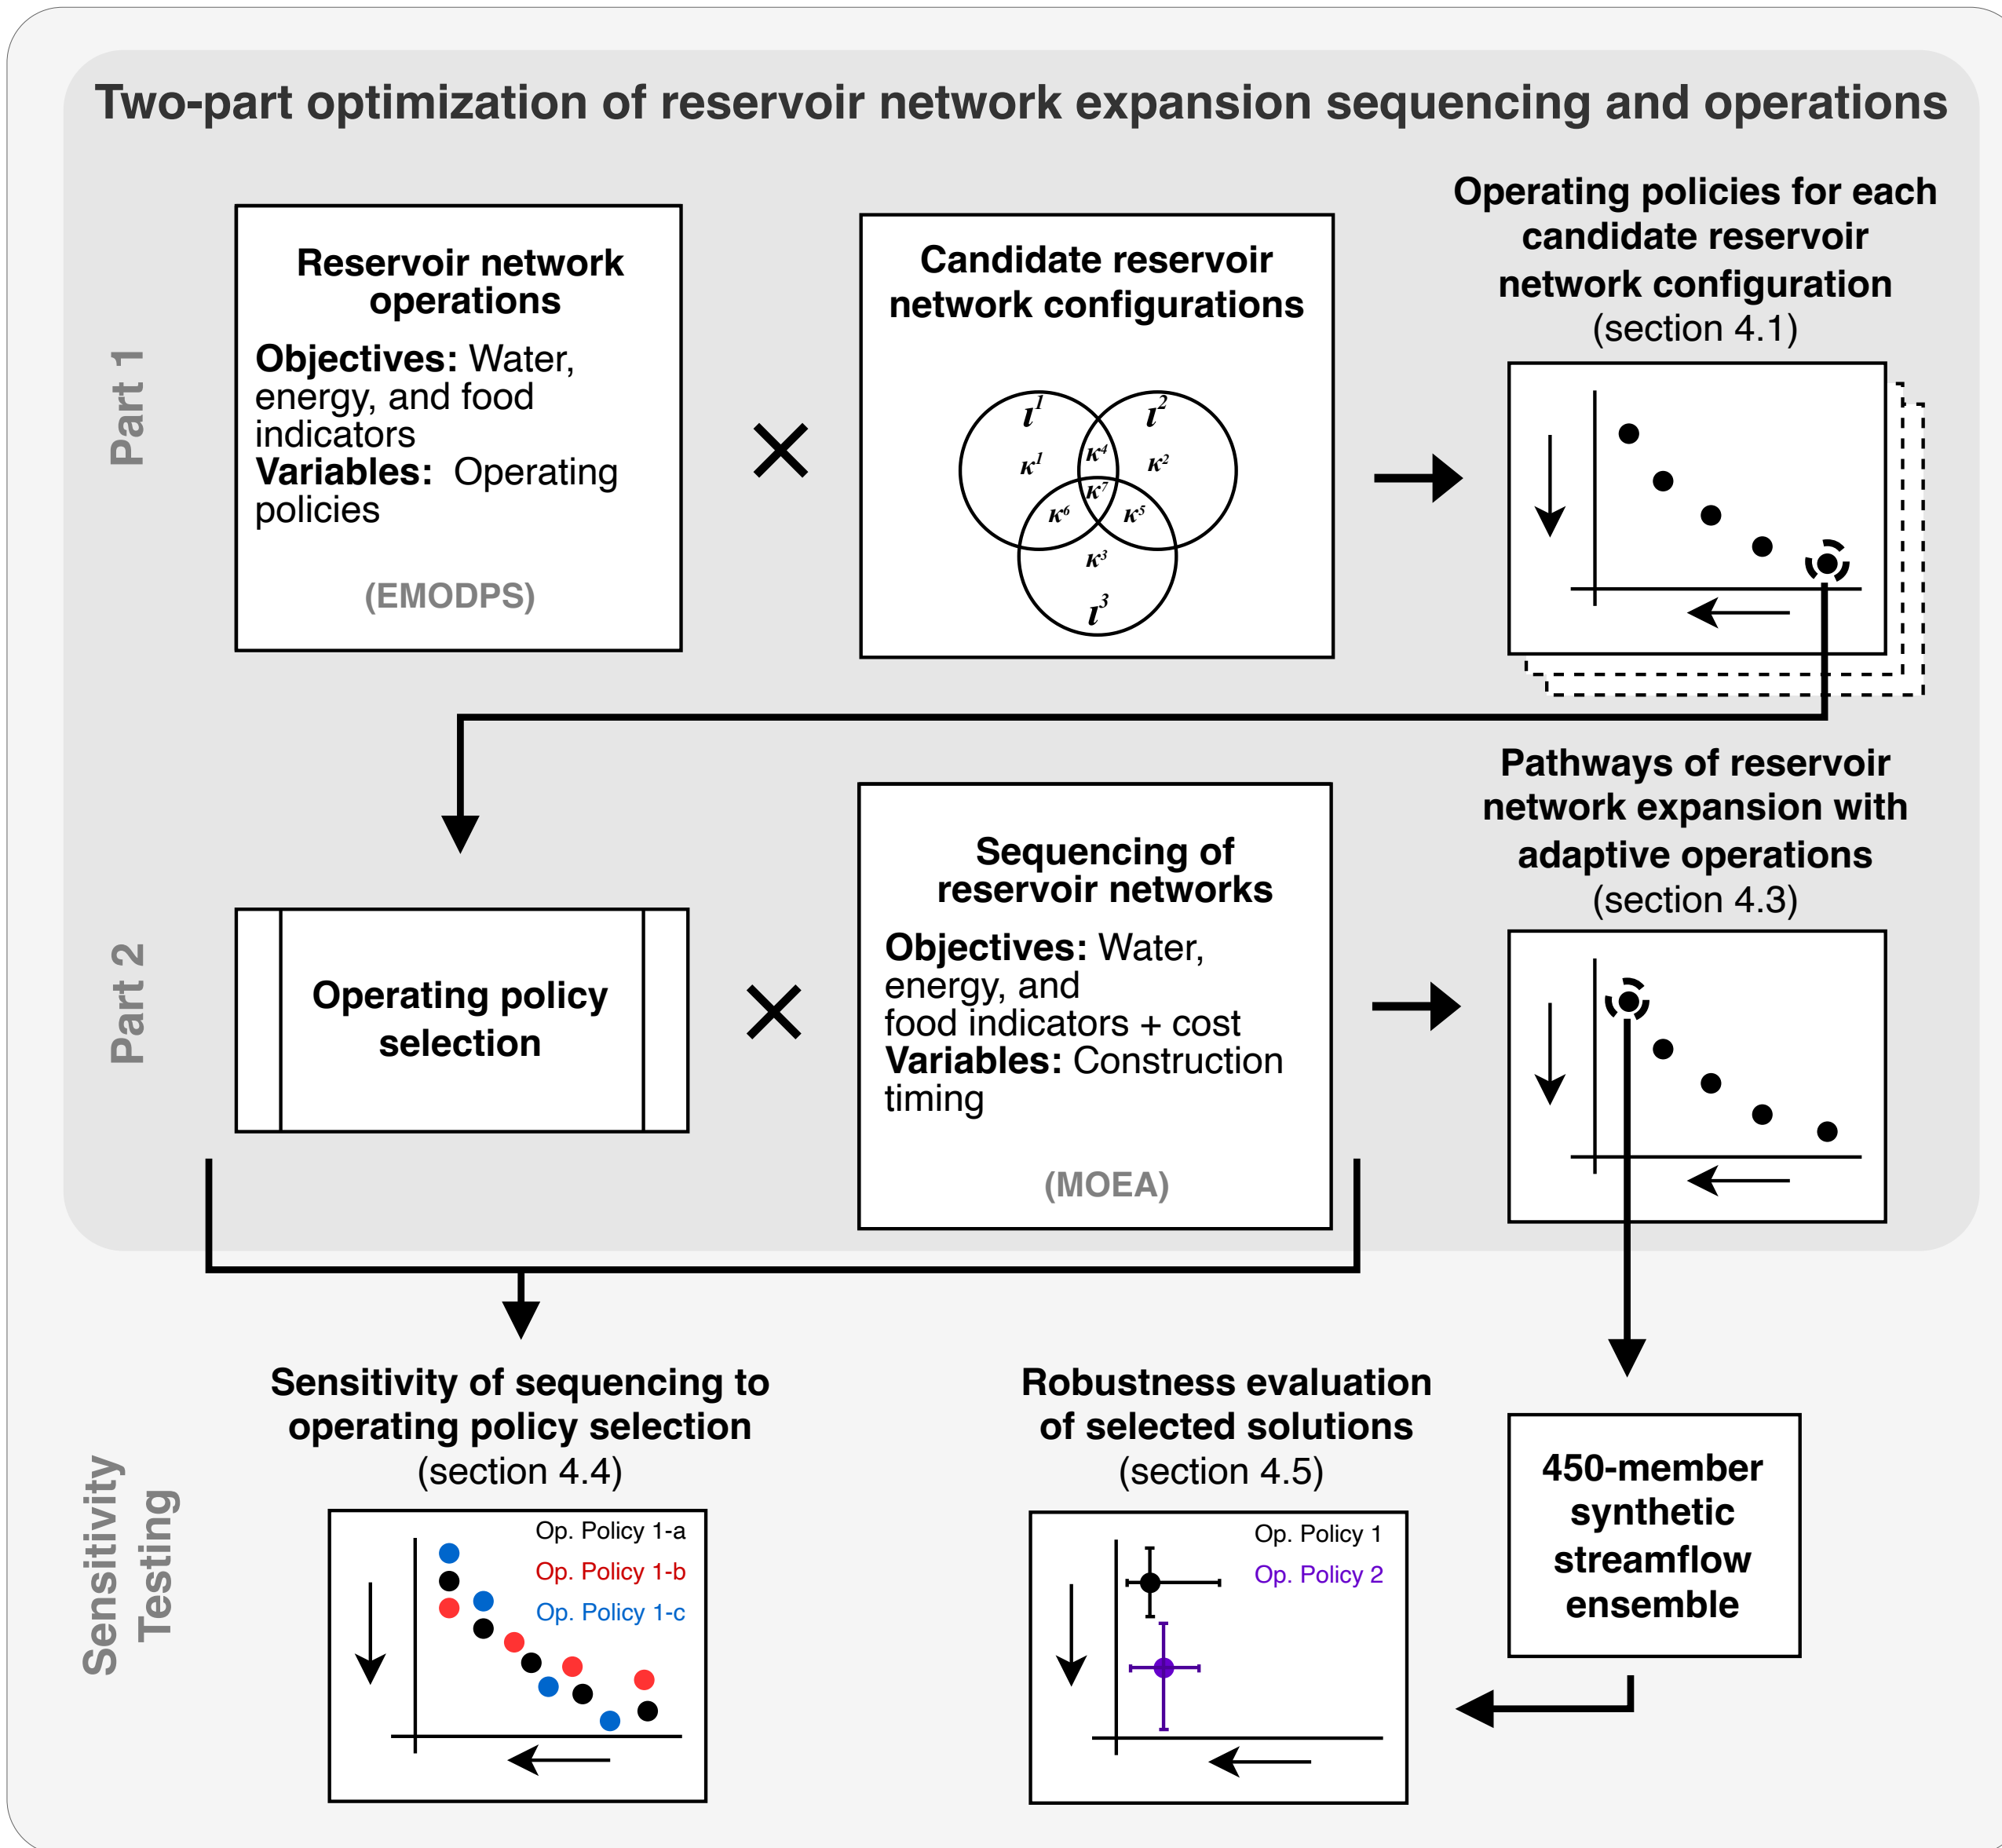 Two-part optimization of reservoir network expansion sequencing and operations
Part 1
Reservoir network
operations
Objectives: Water,
energy, and food
indicators
Variables: Operating
policies
(EMODPS)
Candidate reservoir
network configurations
ι¹
ι²
κ¹
κ⁴
κ²
κ⁷
κ⁶
κ⁵
κ³
ι³
Operating policies for each
candidate reservoir
network configuration
(section 4.1)
Part 2
Operating policy
selection
Sequencing of
reservoir networks
Objectives: Water,
energy, and
food indicators + cost
Variables: Construction
timing
(MOEA)
Pathways of reservoir
network expansion with
adaptive operations
(section 4.3)
Sensitivity
Testing
Sensitivity of sequencing to
operating policy selection
(section 4.4)
Op. Policy 1-a
Op. Policy 1-b
Op. Policy 1-c
Robustness evaluation
of selected solutions
(section 4.5)
Op. Policy 1
Op. Policy 2
450-member
synthetic
streamflow
ensemble